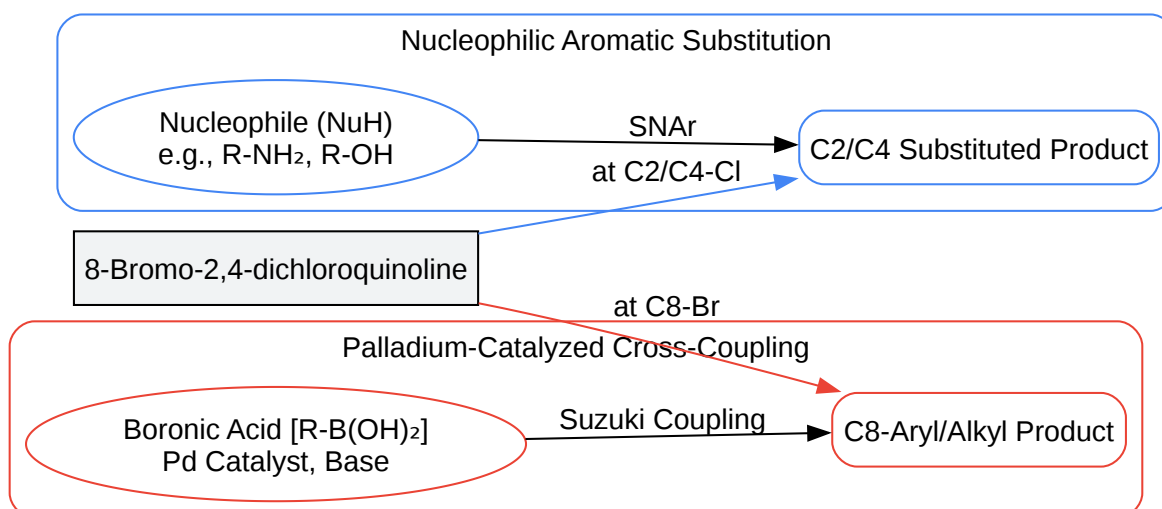 Nucleophilic Aromatic Substitution
Nucleophile (NuH)
e.g., R-NH₂, R-OH
SNAr
C2/C4 Substituted Product
at C2/C4-Cl
8-Bromo-2,4-dichloroquinoline
at C8-Br
Palladium-Catalyzed Cross-Coupling
Boronic Acid [R-B(OH)₂]
Pd Catalyst, Base
Suzuki Coupling
C8-Aryl/Alkyl Product